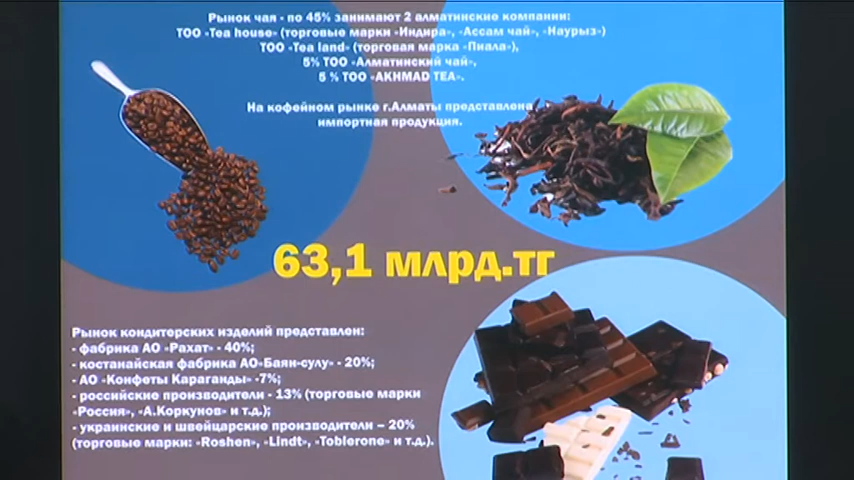 Рынок чая - по 45% занимают 2 алматинские компании:
ТОО «Tea house» (торговые марки «Индира», «Ассам чай», «Наурыз»)
ТОО «Tea land» (торговая марка «Пиала»),
5% ТОО «Алматинский чай»,
5 % ТОО «AKHMAD TEA».
На кофейном рынке г.Алматы представлена
импортная продукция.
63,1 млрд.тг
Рынок кондитерских изделий представлен:
- фабрика АО «Рахат» - 40%;
- костанайская фабрика АО «Баян-сулу» - 20%;
- АО «Конфеты Караганды» -7%;
- российские производители - 13% (торговые марки
«Россия», «А.Коркунов» и т.д.);
- украинские и швейцарские производители – 20%
(торговые марки: «Roshen», «Lindt», «Toblerone» и т.д.).